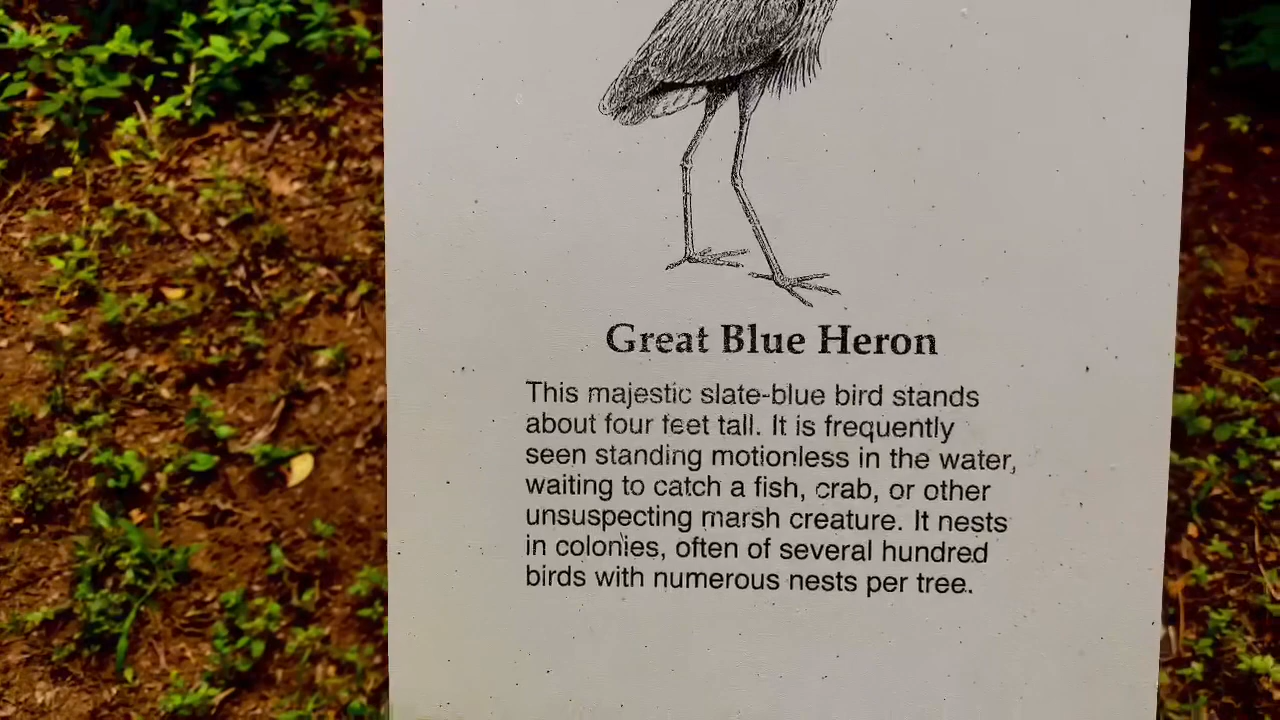 Great Blue Heron
This majestic slate-blue bird stands
about four feet tall. It is frequently
seen standing motionless in the water,
waiting to catch a fish, crab, or other
unsuspecting marsh creature. It nests
in colonies, often of several hundred
birds with numerous nests per tree.